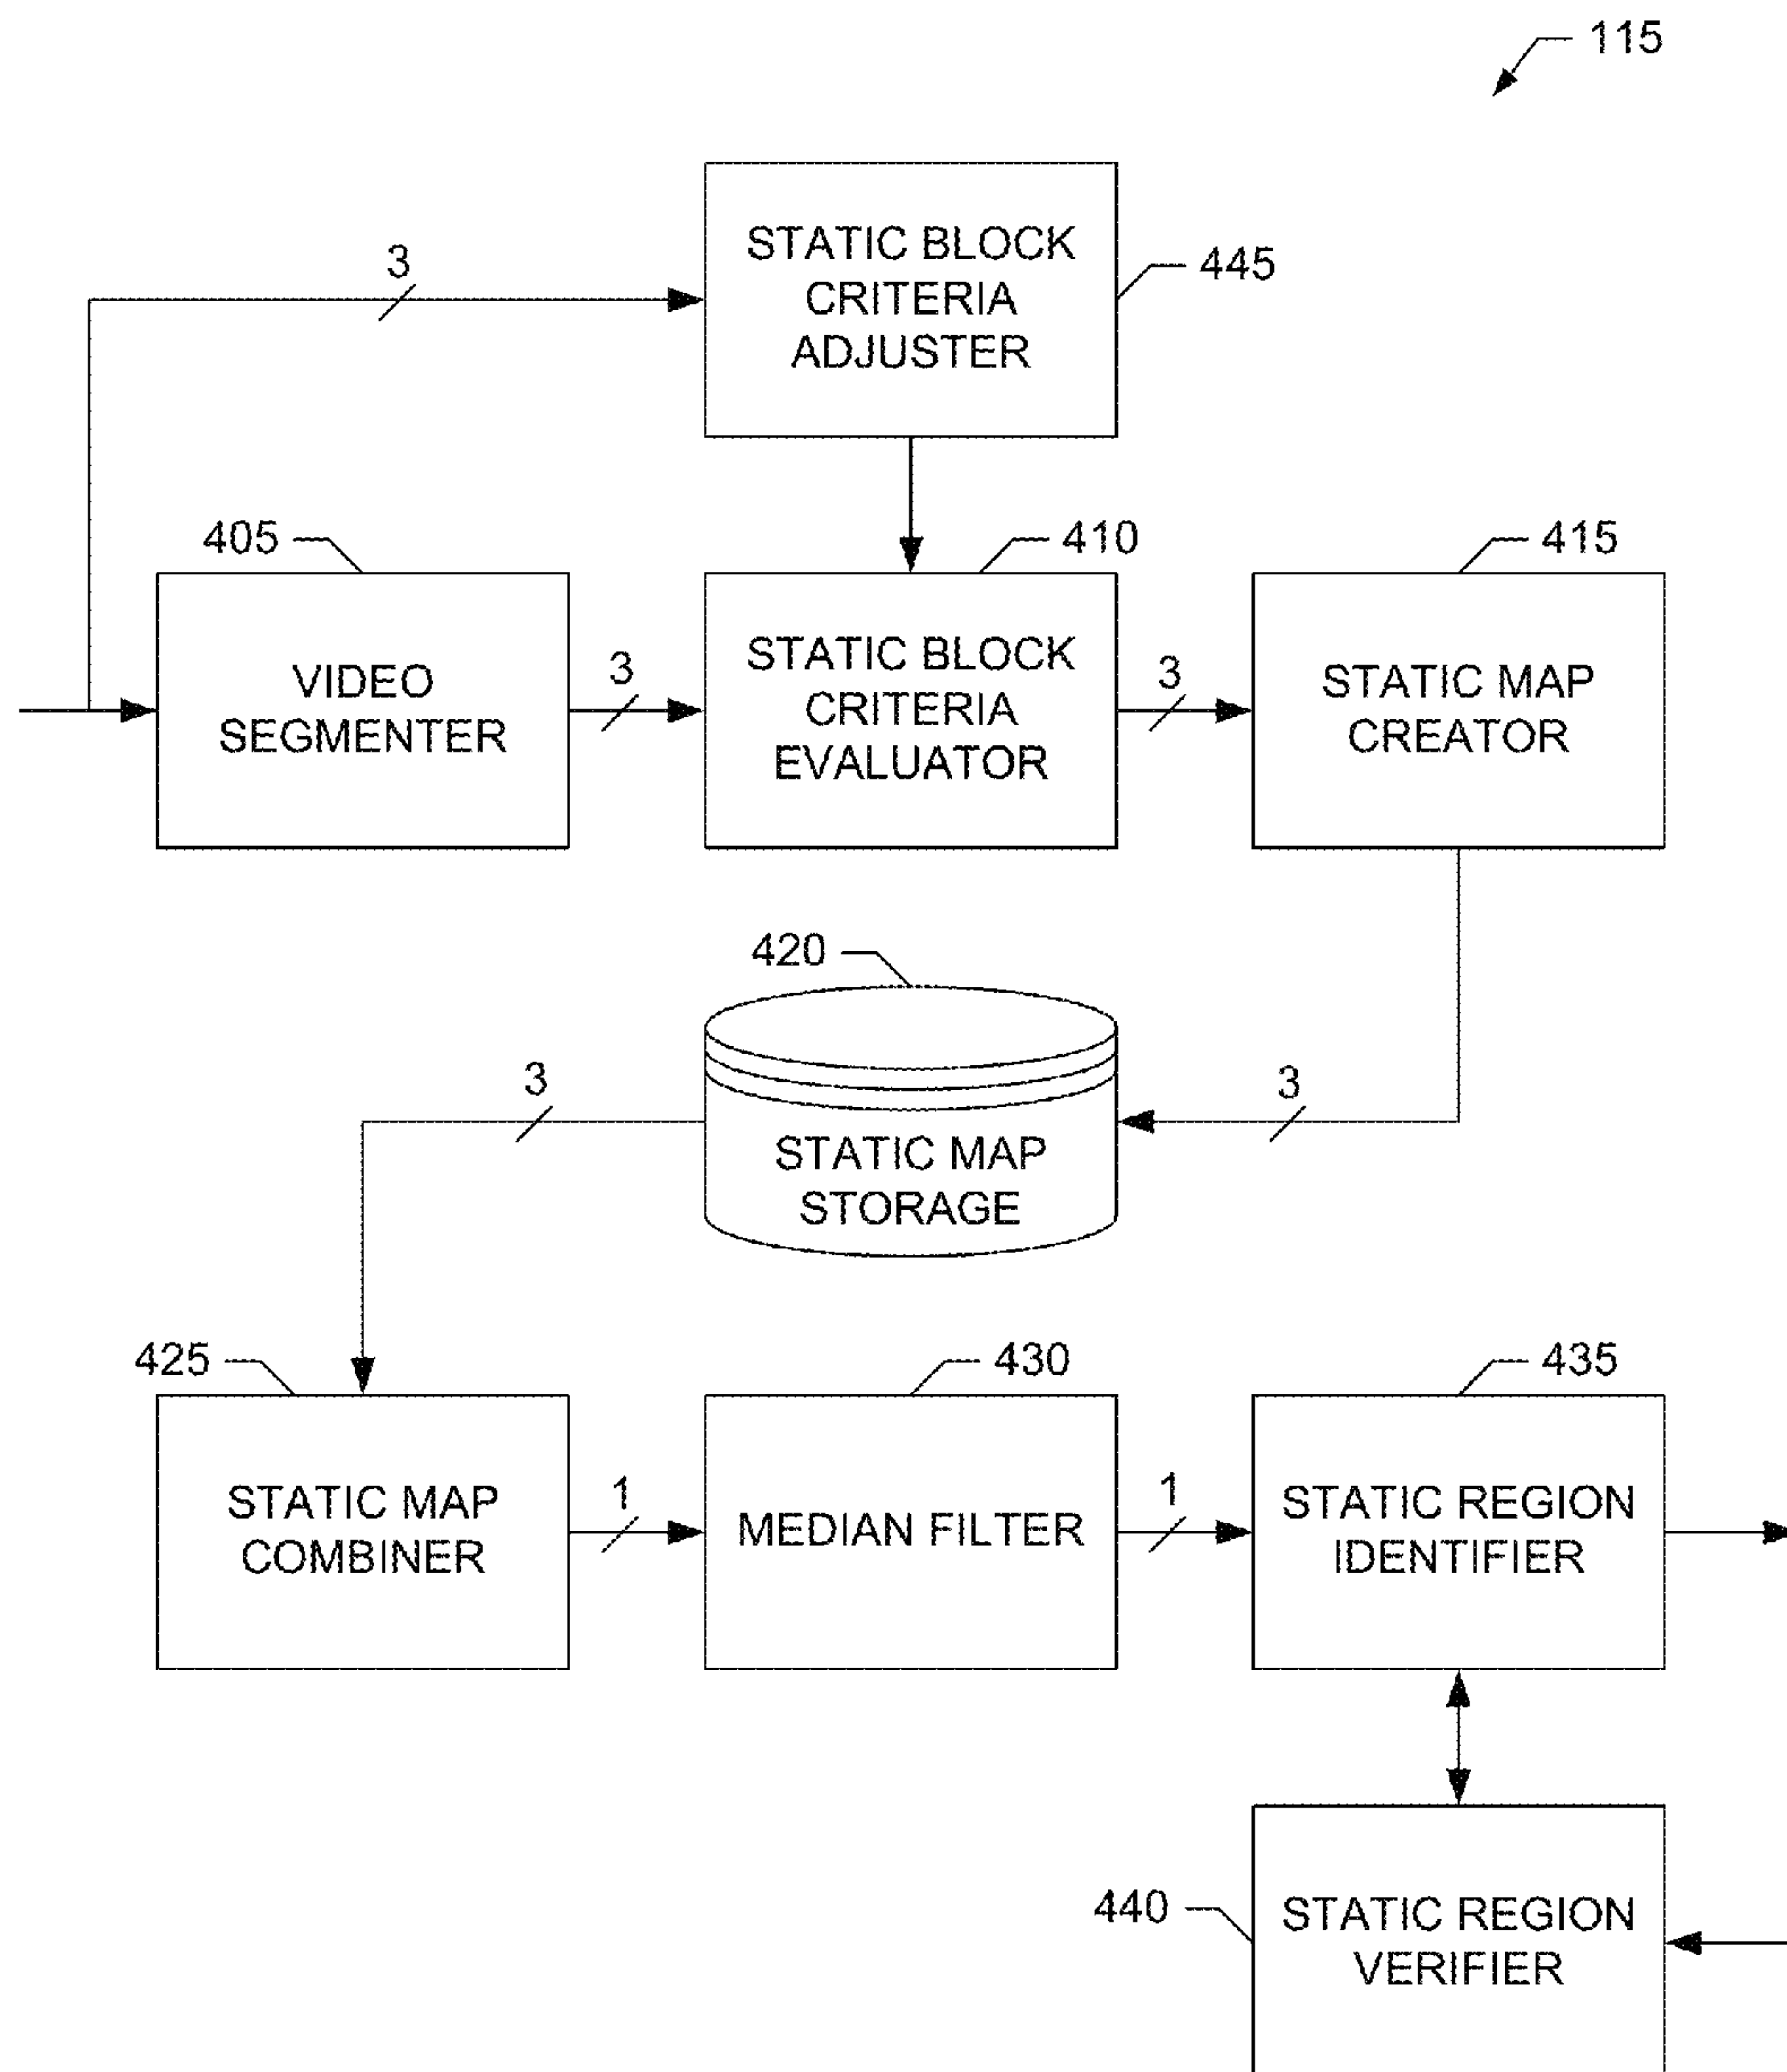 115
STATIC BLOCK
CRITERIA
ADJUSTER
445
3
405
410
415
VIDEO
SEGMENTER
3
STATIC BLOCK
CRITERIA
EVALUATOR
3
STATIC MAP
CREATOR
420
3
STATIC MAP
STORAGE
3
425
430
435
STATIC MAP
COMBINER
1
MEDIAN FILTER
1
STATIC REGION
IDENTIFIER
440
STATIC REGION
VERIFIER